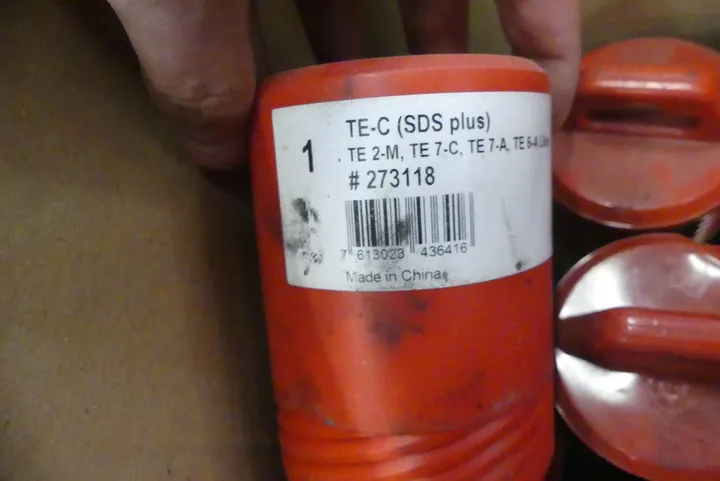 1
TE-C (SDS plus)
. TE 2-M, TE 7-C, TE 7-A, TE 6-A
# 273118
7 613023 436416
Made in China